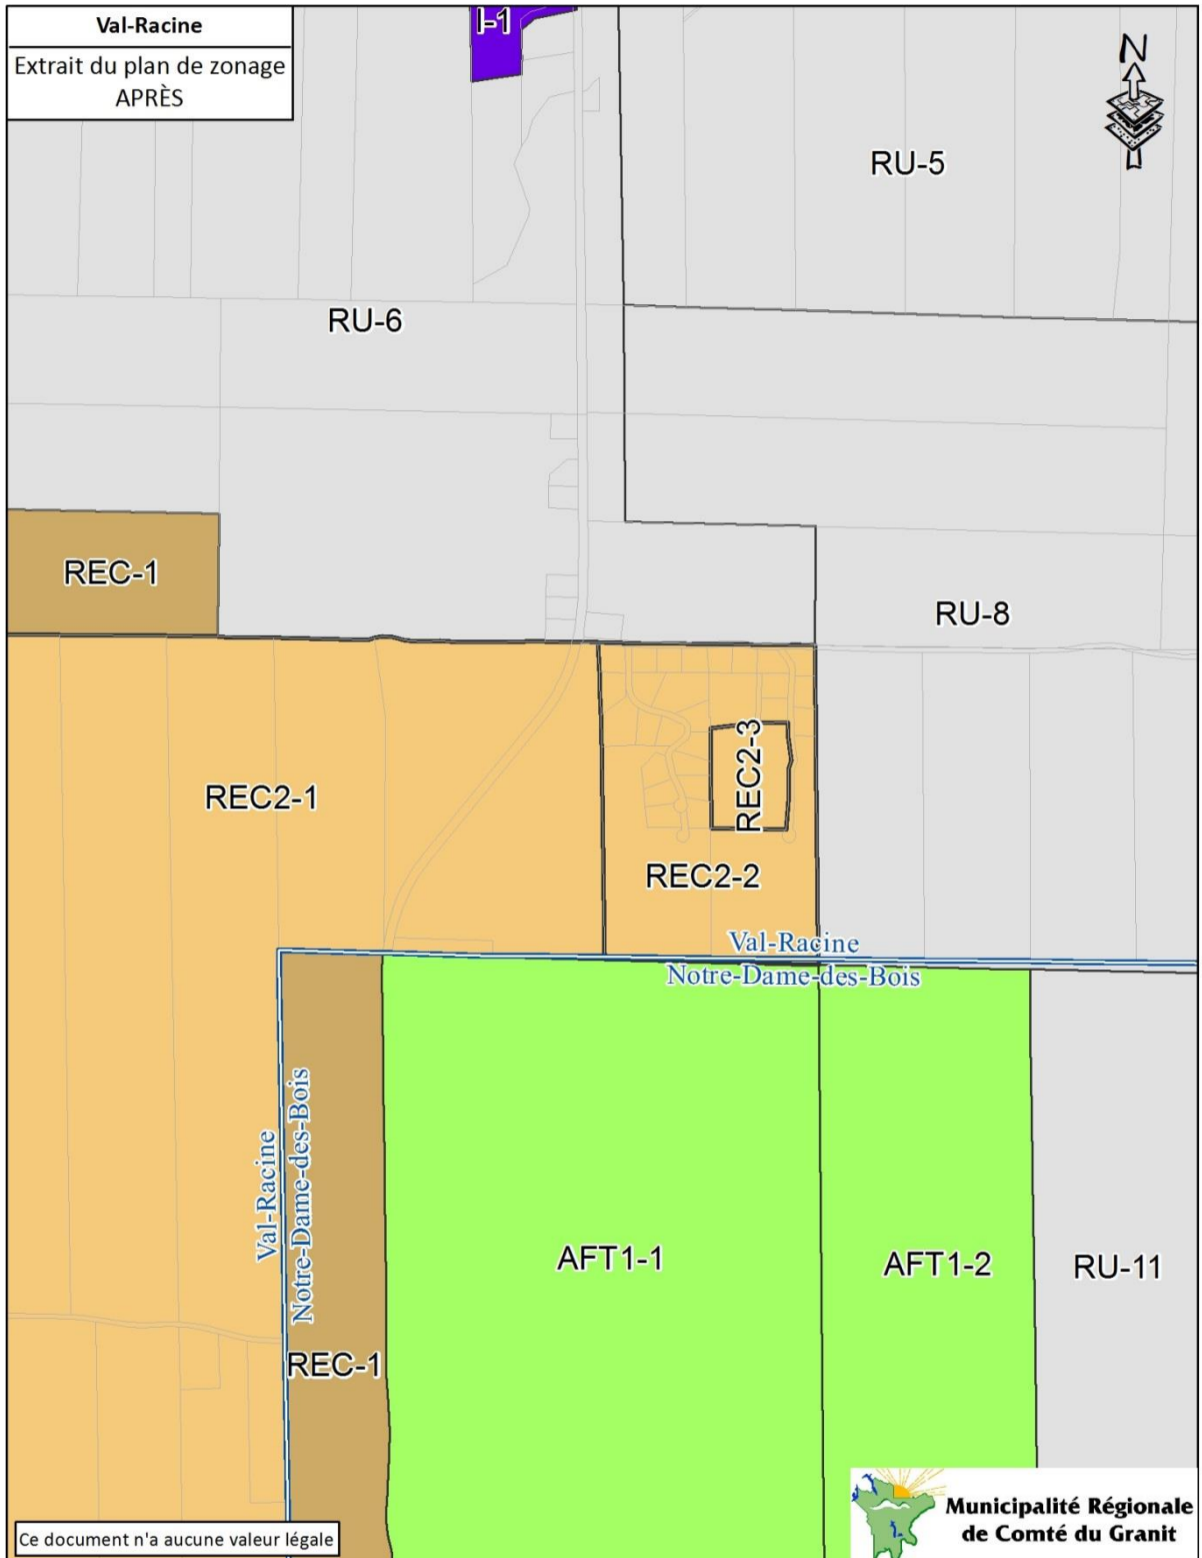 Val-Racine
Extrait du plan de zonage
APRÈS
I-1
N
RU-5
RU-6
REC-1
RU-8
REC2-3
REC2-1
REC2-2
Val-Racine
Notre-Dame-des-Bois
Val-Racine
Notre-Dame-des-Bois
AFT1-1
AFT1-2
RU-11
REC-1
Municipalité Régionale
de Comté du Granit
Ce document n'a aucune valeur légale